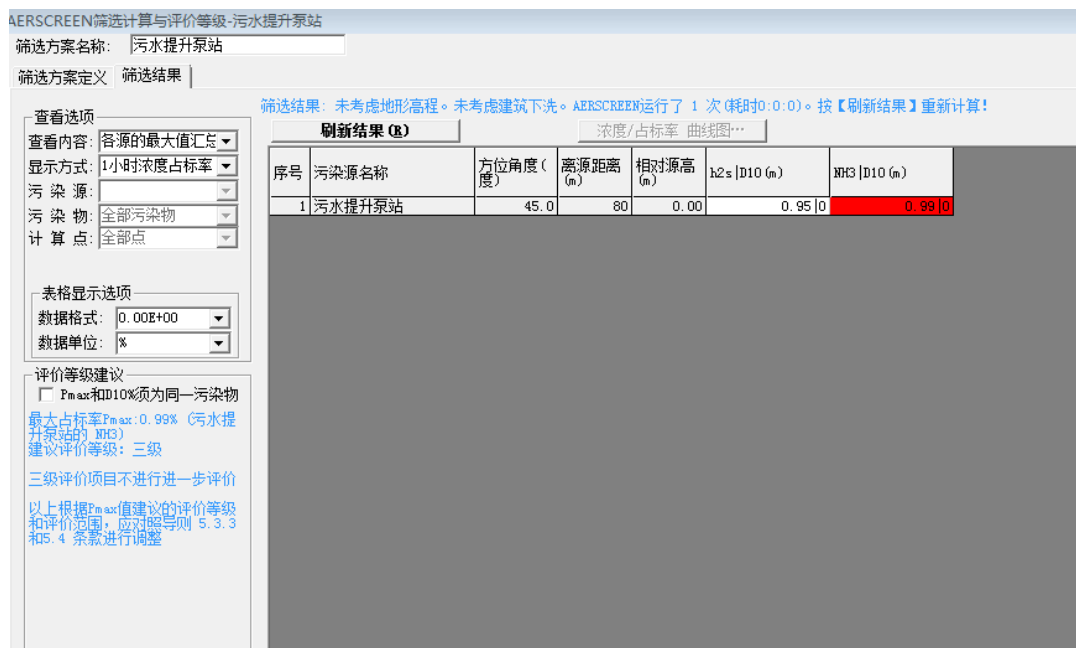 AERSCREEN筛选计算与评价等级-污水提升泵站
筛选方案名称: 污水提升泵站
筛选方案定义 筛选结果
筛选结果: 未考虑地形高程。未考虑建筑下洗。AERSCREEN运行了 1 次(耗时0:0:0)。按【刷新结果】重新计算!
刷新结果(R) 浓度/占标率 曲线图…
查看选项
查看内容: 各源的最大值汇总
显示方式: 1小时浓度占标率
污 染 源:
污 染 物: 全部污染物
计 算 点: 全部点
序号 污染源名称 方位角度(度) 离源距离(m) 相对源高(m) h2s|D10(m) NH3|D10(m)
1 污水提升泵站 45.0 80 0.00 0.95|0 0.99|0
表格显示选项
数据格式: 0.00E+00
数据单位: %
评价等级建议
Pmax和D10%须为同一污染物
最大占标率Pmax:0.99% (污水提
升泵站的 NH3)
建议评价等级: 三级
三级评价项目不进行进一步评价
以上根据Pmax值建议的评价等级
和评价范围,应对照导则 5.3.3
和5.4 条款进行调整